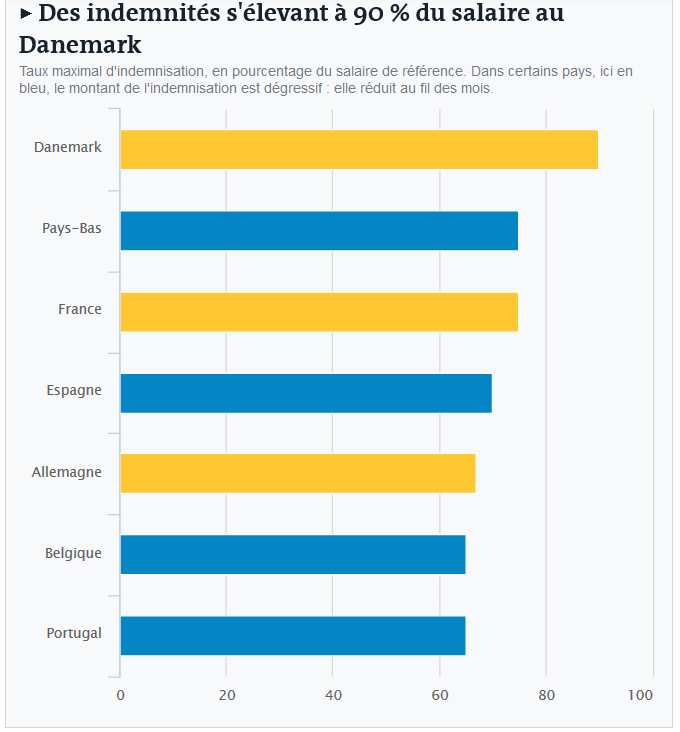 ► Des indemnités s'élevant à 90 % du salaire au
Danemark
Taux maximal d'indemnisation, en pourcentage du salaire de référence. Dans certains pays, ici en
bleu, le montant de l'indemnisation est dégressif : elle réduit au fil des mois.
Danemark
Pays-Bas
France
Espagne
Allemagne
Belgique
Portugal
0 20 40 60 80 100